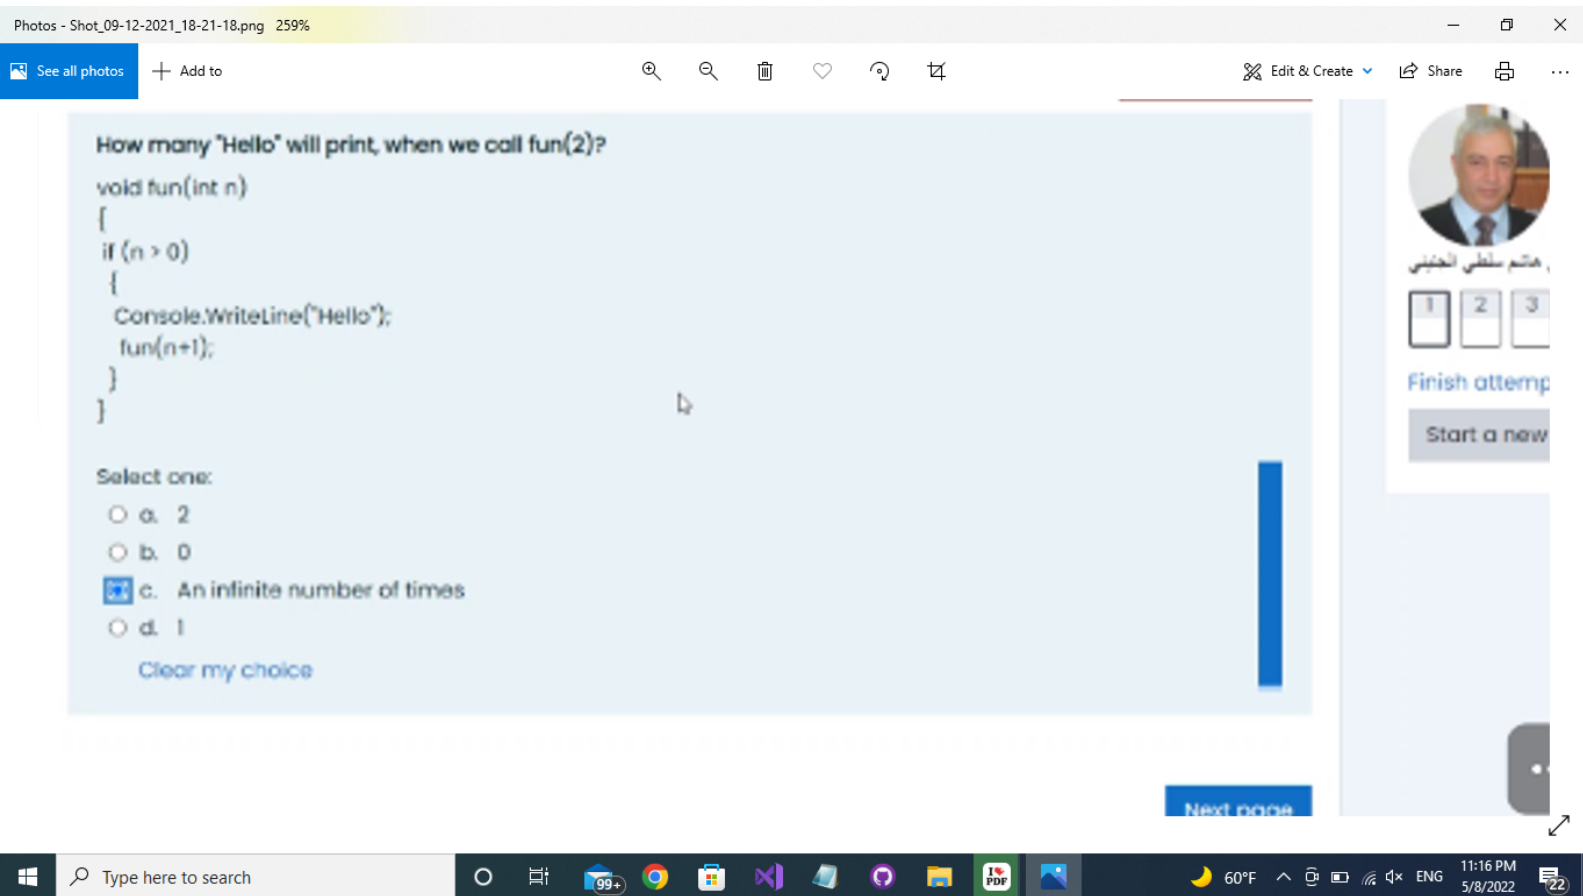 Photos - Shot_09-12-2021_18-21-18.png 259%
See all photos
Add to
Edit & Create
Share
How many "Hello" will print, when we call fun(2)?
void fun(int n)
{
if (n > 0)
{
Console.WriteLine("Hello");
fun(n+1);
}
}
Select one:
a. 2
b. 0
c. An infinite number of times
d. 1
Clear my choice
هاشم سلطي الجنيني
1 2 3
Finish attemp
Start a new
Next page
Type here to search
99+
I PDF
60°F
ENG
11:16 PM
5/8/2022
22